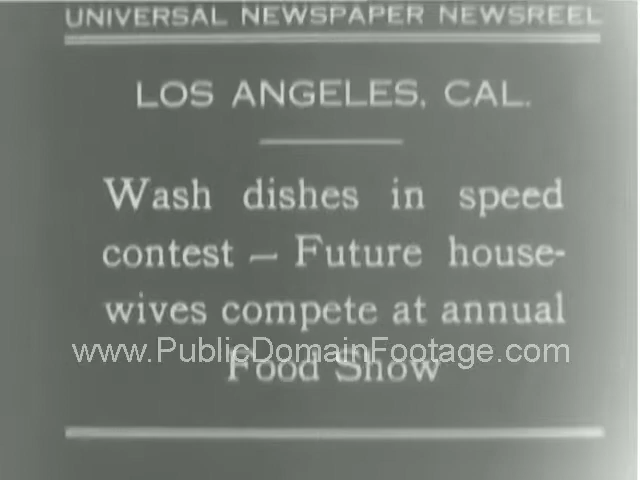 UNIVERSAL NEWSPAPER NEWSREEL
LOS ANGELES, CAL.
Wash dishes in speed
contest — Future house-
wives compete at annual
www.PublicDomainFootage.com
Food Show